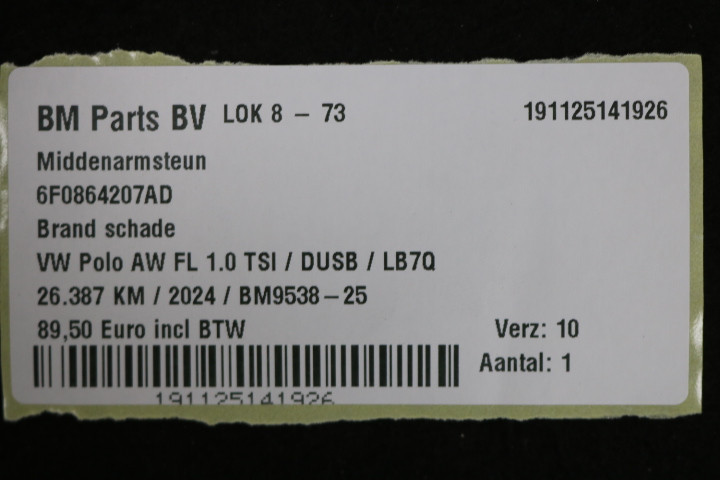 BM Parts BV LOK 8 – 73 191125141926
Middenarmsteun
6F0864207AD
Brand schade
VW Polo AW FL 1.0 TSI / DUSB / LB7Q
26.387 KM / 2024 / BM9538–25
89,50 Euro incl BTW Verz: 10
Aantal: 1
191125141926